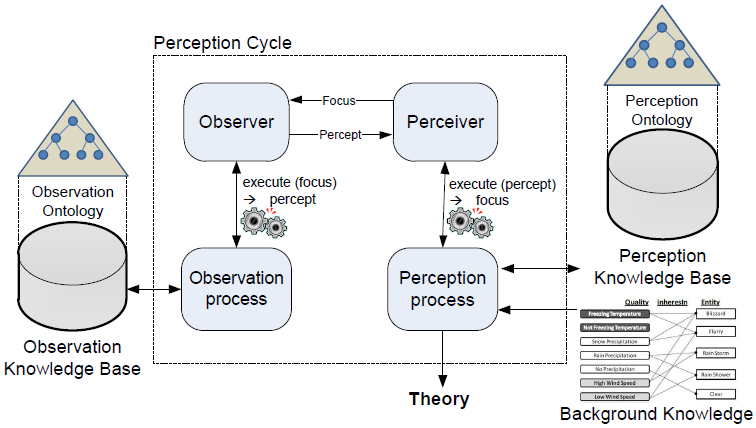 Perception Cycle
Observer
Focus
Percept
Perceiver
Perception
Ontology
Observation
Ontology
execute (focus)
→ percept
execute (percept)
→ focus
Observation
process
Perception
process
Perception
Knowledge Base
Observation
Knowledge Base
Quality inheresIn Entity
Freezing Temperature
Blizzard
Not Freezing Temperature
Flurry
Snow Precipitation
Rain Precipitation
Rain Storm
No Precipitation
Rain Shower
High Wind Speed
Low Wind Speed
Clear
Theory
Background Knowledge